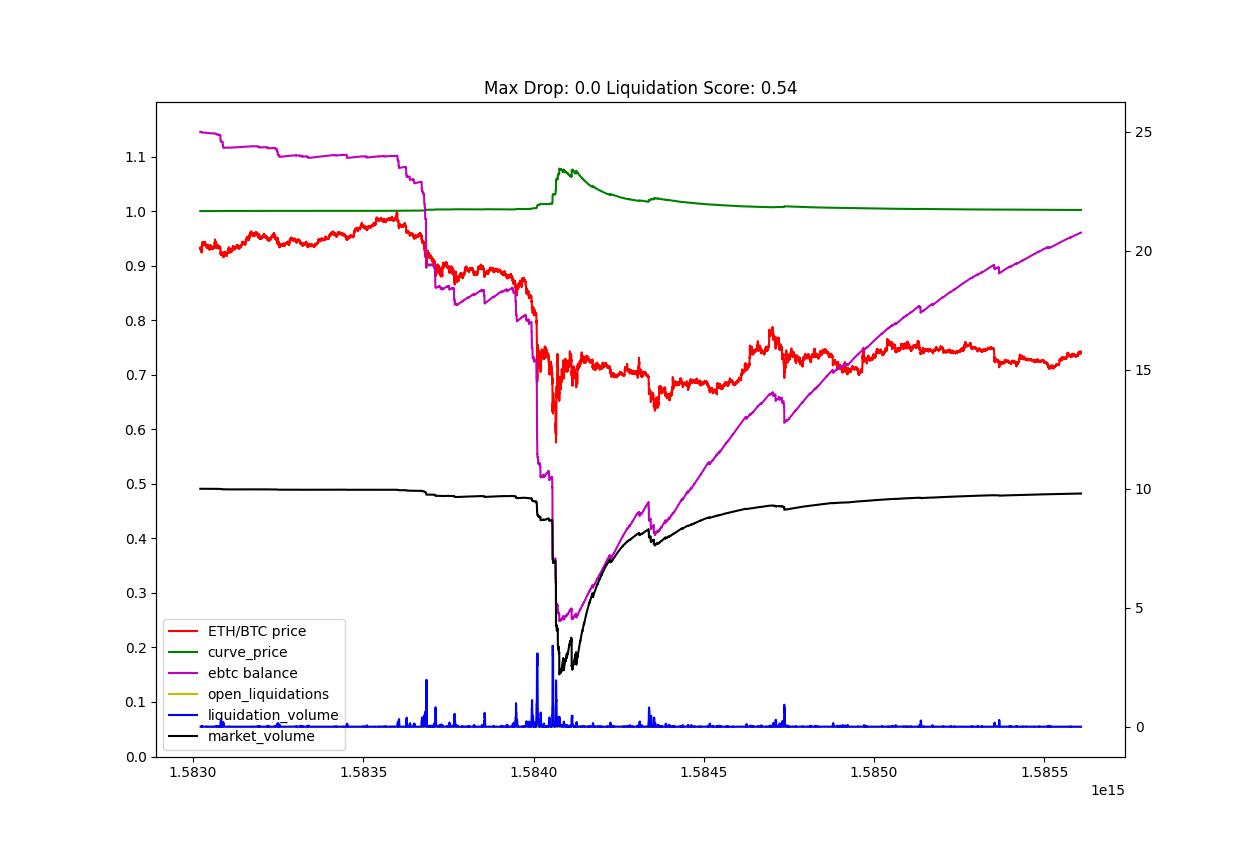 Max Drop: 0.0 Liquidation Score: 0.54
1.1
1.0
0.9
0.8
0.7
0.6
0.5
0.4
0.3
0.2
0.1
0.0
25
20
15
10
5
0
ETH/BTC price
curve_price
ebtc balance
open_liquidations
liquidation_volume
market_volume
1.5830 1.5835 1.5840 1.5845 1.5850 1.5855
1e15